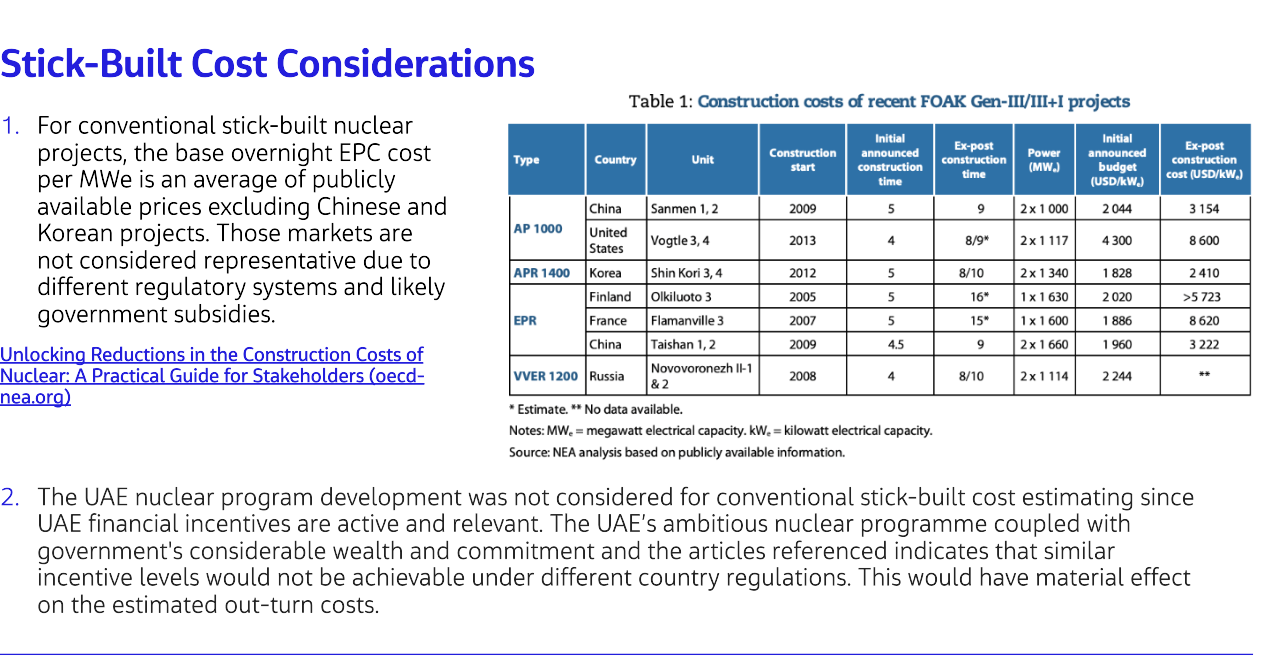 Stick-Built Cost Considerations
1. For conventional stick-built nuclear
projects, the base overnight EPC cost
per MWe is an average of publicly
available prices excluding Chinese and
Korean projects. Those markets are
not considered representative due to
different regulatory systems and likely
government subsidies.
Unlocking Reductions in the Construction Costs of
Nuclear: A Practical Guide for Stakeholders (oecd-
nea.org)
Table 1: Construction costs of recent FOAK Gen-III/III+I projects
Type Country Unit Construction start Initial announced construction time Ex-post construction time Power (MWₑ) Initial announced budget (USD/kWₑ) Ex-post construction cost (USD/kWₑ)
AP 1000 China Sanmen 1, 2 2009 5 9 2 x 1 000 2 044 3 154
United States Vogtle 3, 4 2013 4 8/9* 2 x 1 117 4 300 8 600
APR 1400 Korea Shin Kori 3, 4 2012 5 8/10 2 x 1 340 1 828 2 410
EPR Finland Olkiluoto 3 2005 5 16* 1 x 1 630 2 020 >5 723
France Flamanville 3 2007 5 15* 1 x 1 600 1 886 8 620
China Taishan 1, 2 2009 4.5 9 2 x 1 660 1 960 3 222
VVER 1200 Russia Novovoronezh II-1 & 2 2008 4 8/10 2 x 1 114 2 244 **
* Estimate. ** No data available.
Notes: MWₑ = megawatt electrical capacity. kWₑ = kilowatt electrical capacity.
Source: NEA analysis based on publicly available information.
2. The UAE nuclear program development was not considered for conventional stick-built cost estimating since
UAE financial incentives are active and relevant. The UAE's ambitious nuclear programme coupled with
government's considerable wealth and commitment and the articles referenced indicates that similar
incentive levels would not be achievable under different country regulations. This would have material effect
on the estimated out-turn costs.